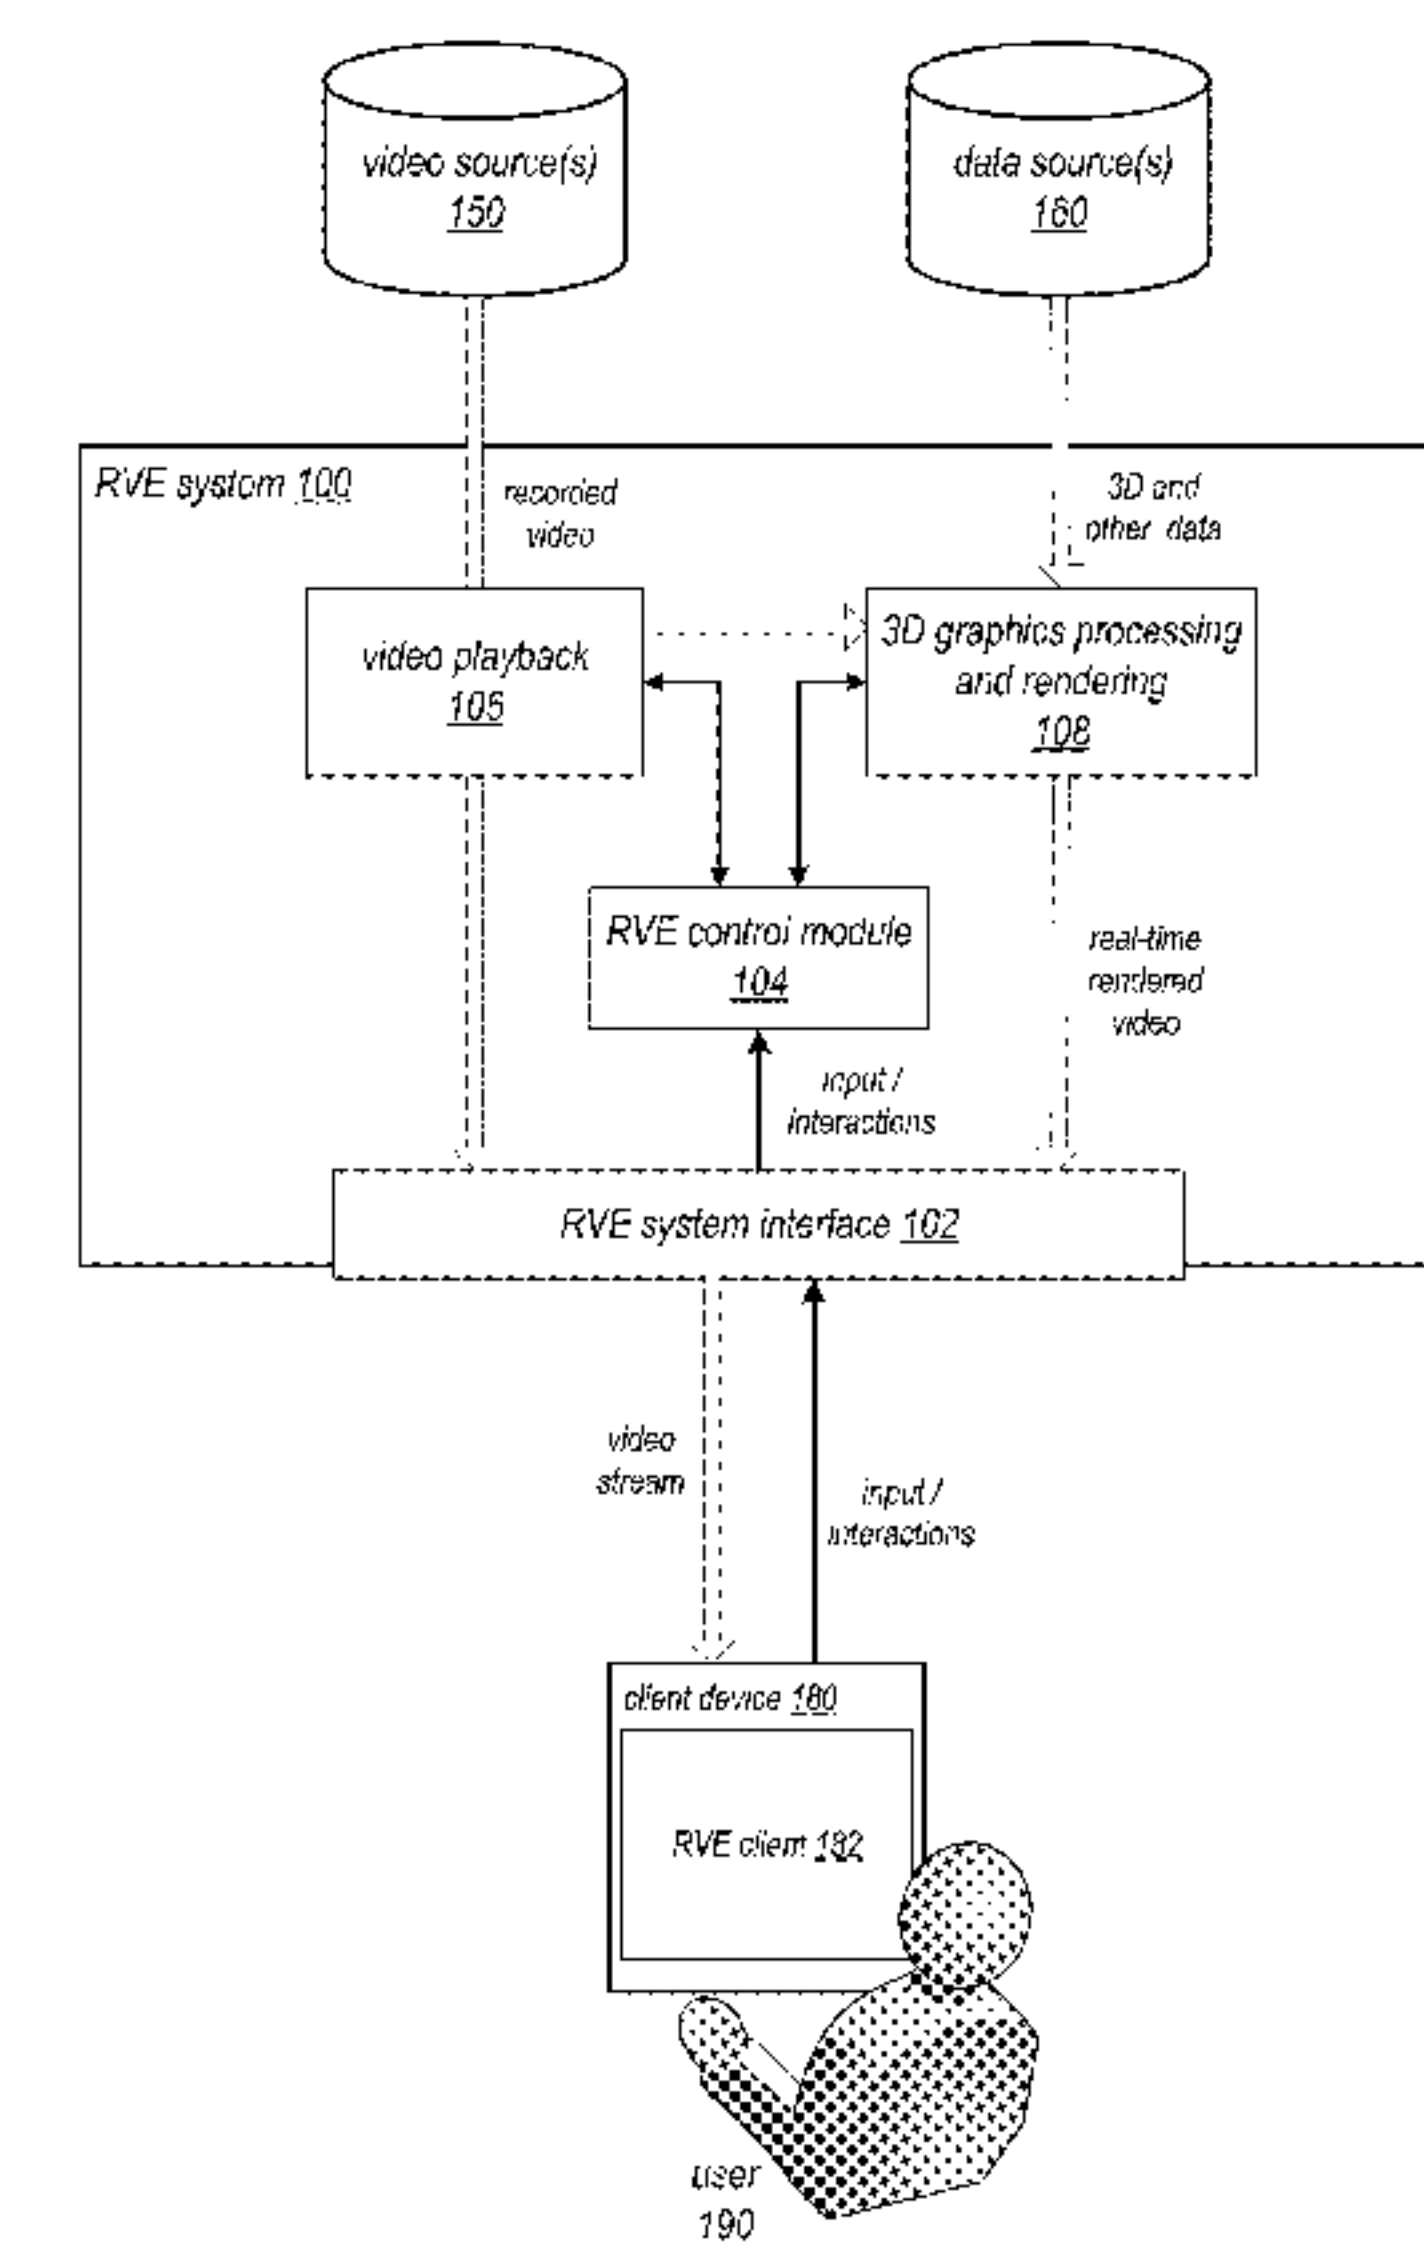 video source(s)
150
data source(s)
160
RVE system 100
recorded
video
3D and
other data
video playback
106
3D graphics processing
and rendering
108
RVE control module
104
real-time
rendered
video
input /
interactions
RVE system interface 102
video
stream
input /
interactions
client device 180
RVE client 182
user
190